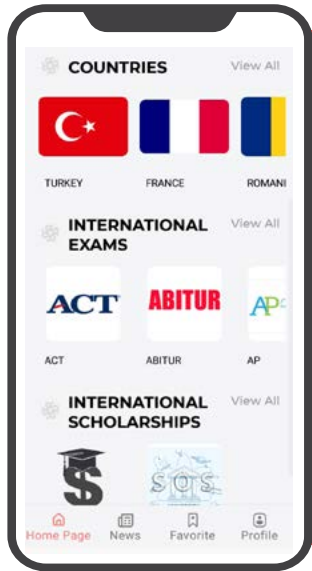 COUNTRIES View All
TURKEY FRANCE ROMANI
INTERNATIONAL EXAMS View All
ACT ABITUR AP
ACT ABITUR AP
INTERNATIONAL SCHOLARSHIPS View All
SOS
Home Page News Favorite Profile